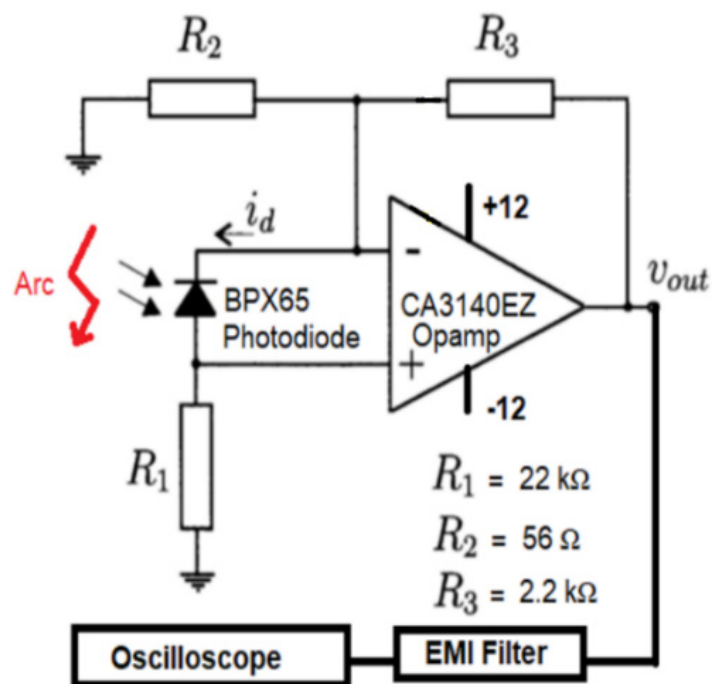 R2
R3
id
+12
Arc
BPX65
Photodiode
-
CA3140EZ
Opamp
+
vout
-12
R1
R1 = 22 kΩ
R2 = 56 Ω
R3 = 2.2 kΩ
Oscilloscope
EMI Filter